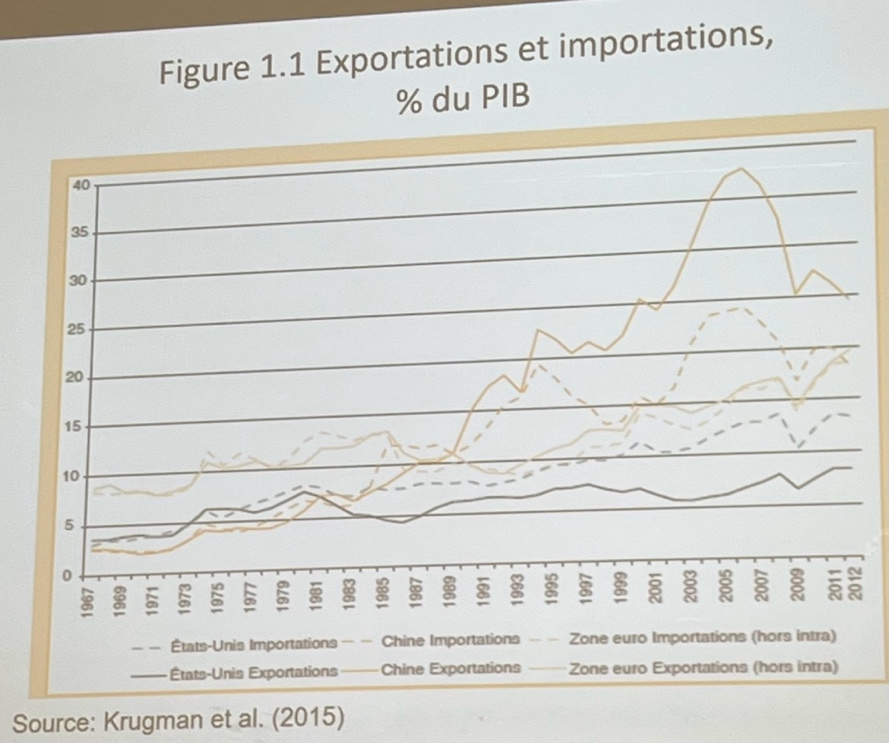 Figure 1.1 Exportations et importations,
% du PIB
40
35
30
25
20
15
10
5
0
1967 1969 1971 1973 1975 1977 1979 1981 1983 1985 1987 1989 1991 1993 1995 1997 1999 2001 2003 2005 2007 2009 2011 2012
États-Unis Importations Chine Importations Zone euro Importations (hors intra)
États-Unis Exportations Chine Exportations Zone euro Exportations (hors intra)
Source: Krugman et al. (2015)